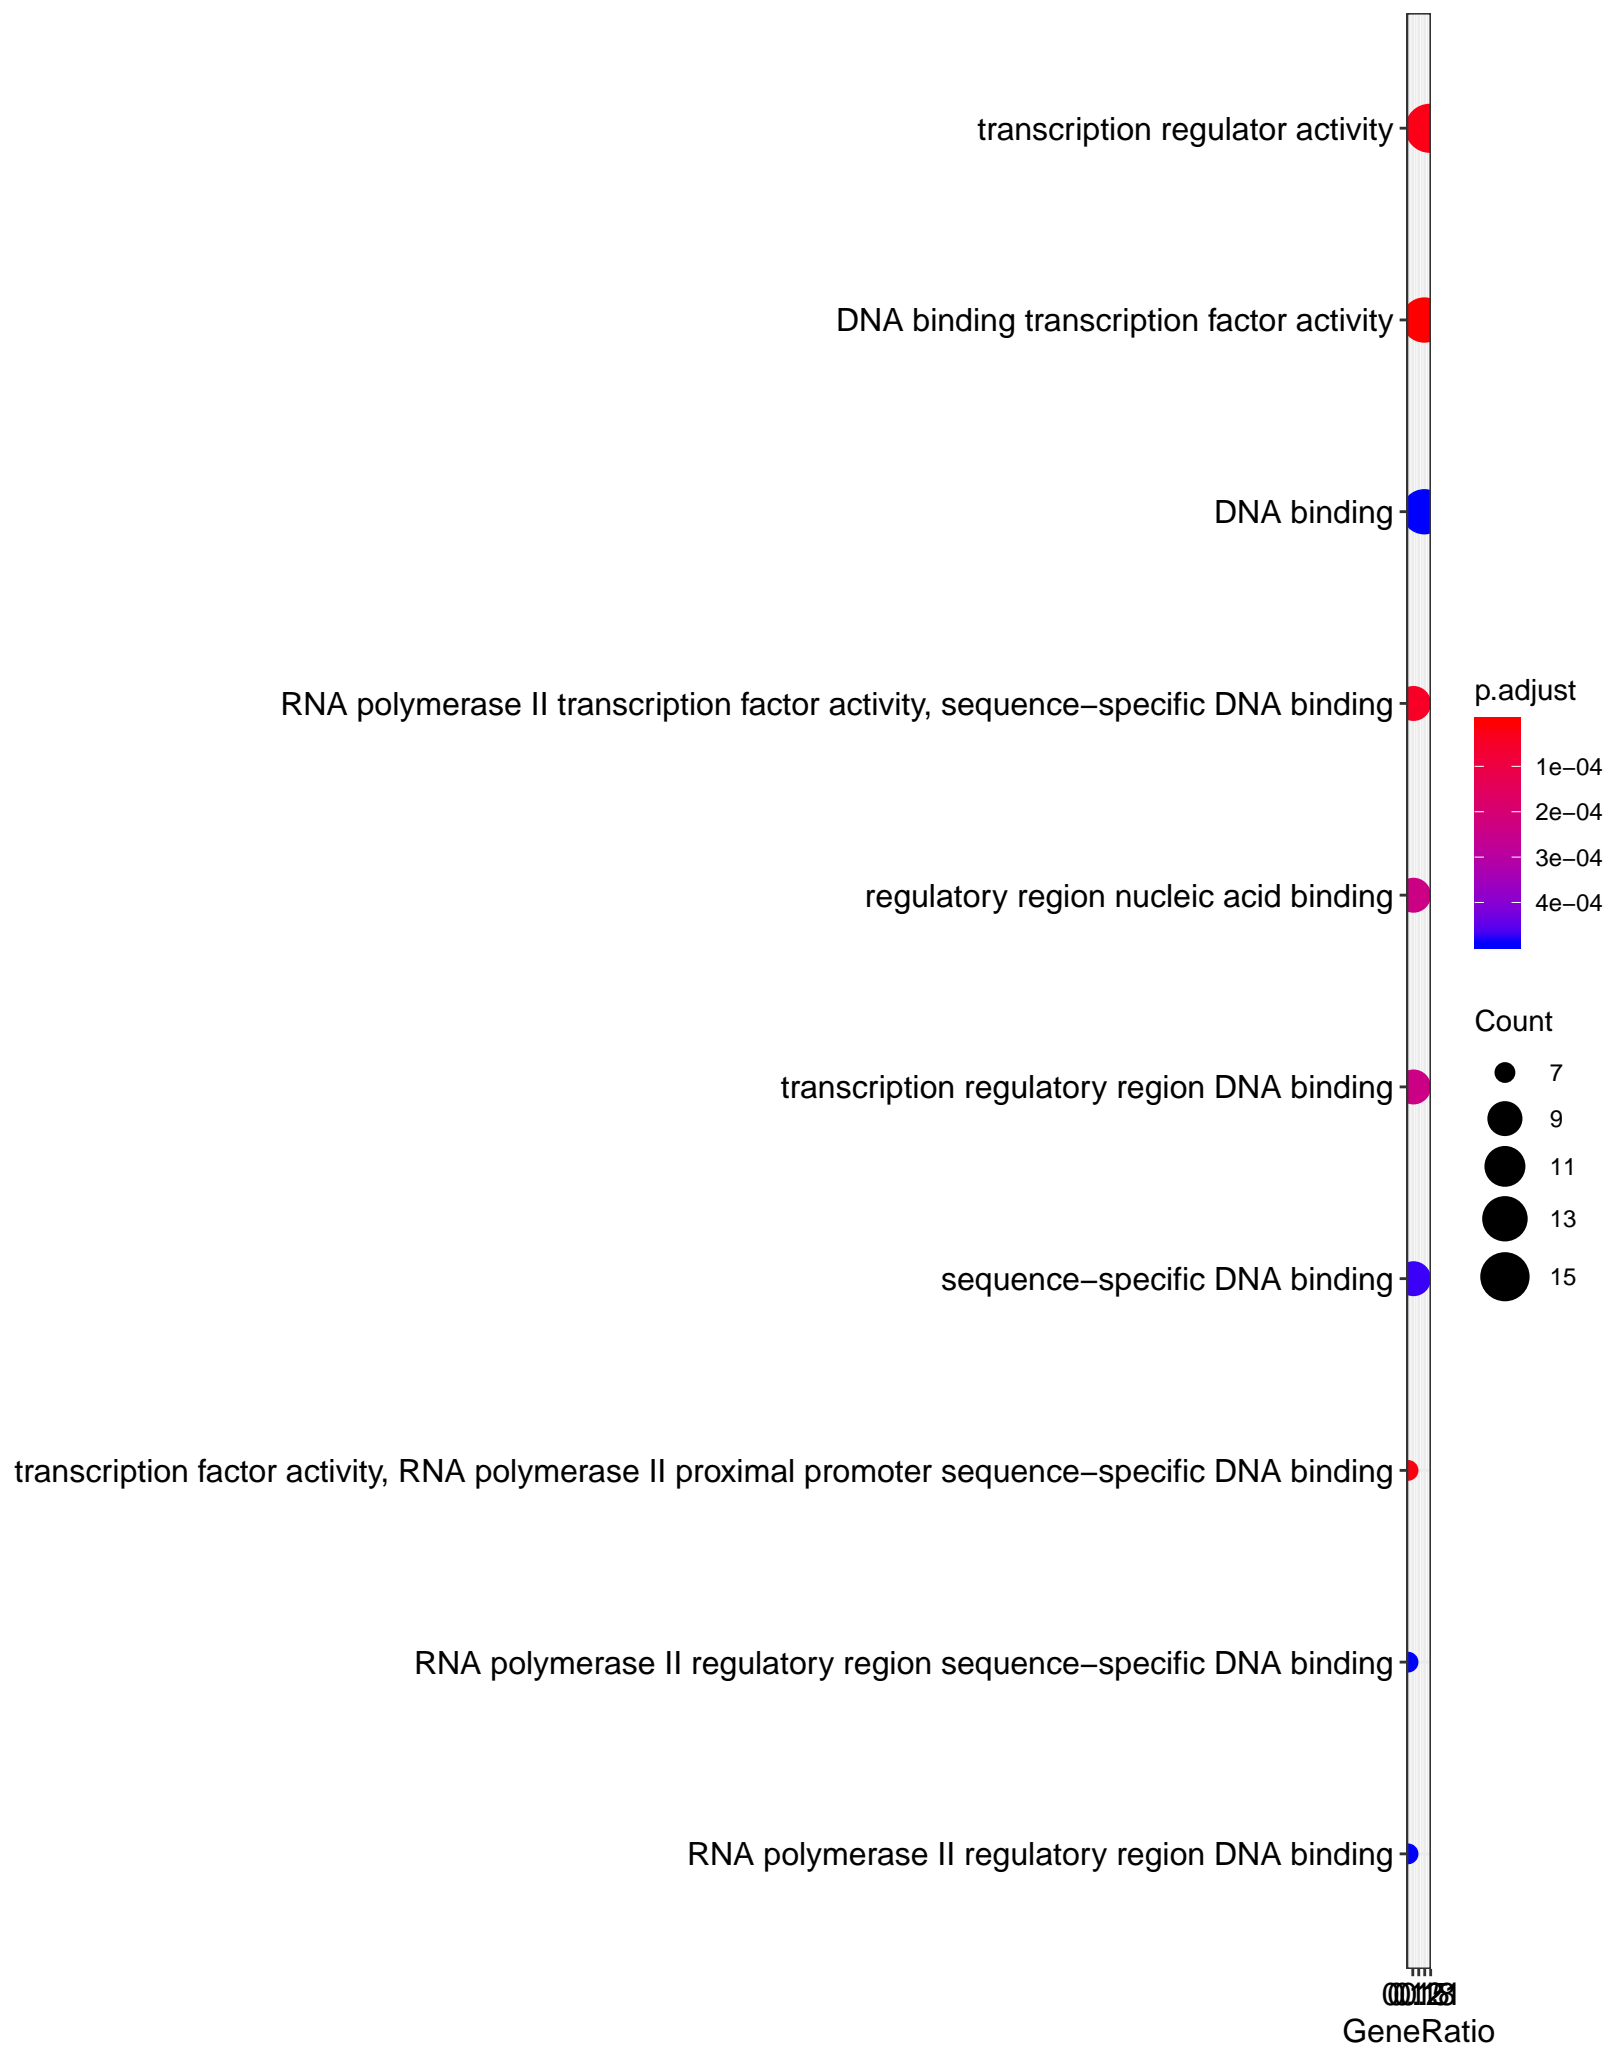 transcription regulator activity
DNA binding transcription factor activity
DNA binding
RNA polymerase II transcription factor activity, sequence−specific DNA binding
regulatory region nucleic acid binding
transcription regulatory region DNA binding
sequence−specific DNA binding
transcription factor activity, RNA polymerase II proximal promoter sequence−specific DNA binding
RNA polymerase II regulatory region sequence−specific DNA binding
RNA polymerase II regulatory region DNA binding
GeneRatio
p.adjust
1e−04
2e−04
3e−04
4e−04
Count
7
9
11
13
15